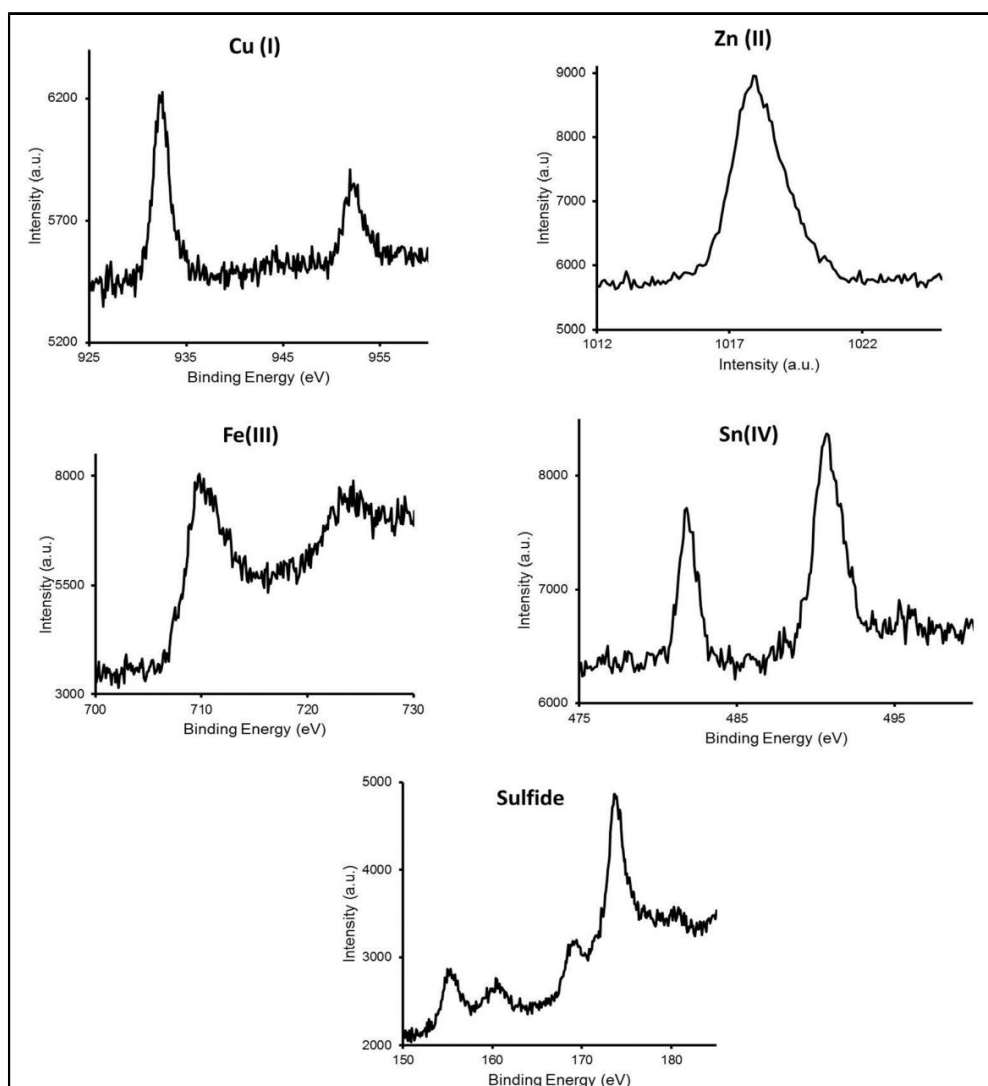 Cu (I)
Intensity (a.u.)
6200
5700
5200
925
935
945
955
Binding Energy (eV)
Zn (II)
Intensity (a.u)
9000
8000
7000
6000
5000
1012
1017
1022
Intensity (a.u.)
Fe(III)
Intensity (a.u.)
8000
5500
3000
700
710
720
730
Binding Energy (eV)
Sn(IV)
Intensity (a.u.)
8000
7000
6000
475
485
495
Binding Energy (eV)
Sulfide
Intensity (a.u.)
5000
4000
3000
2000
150
160
170
180
Binding Energy (eV)